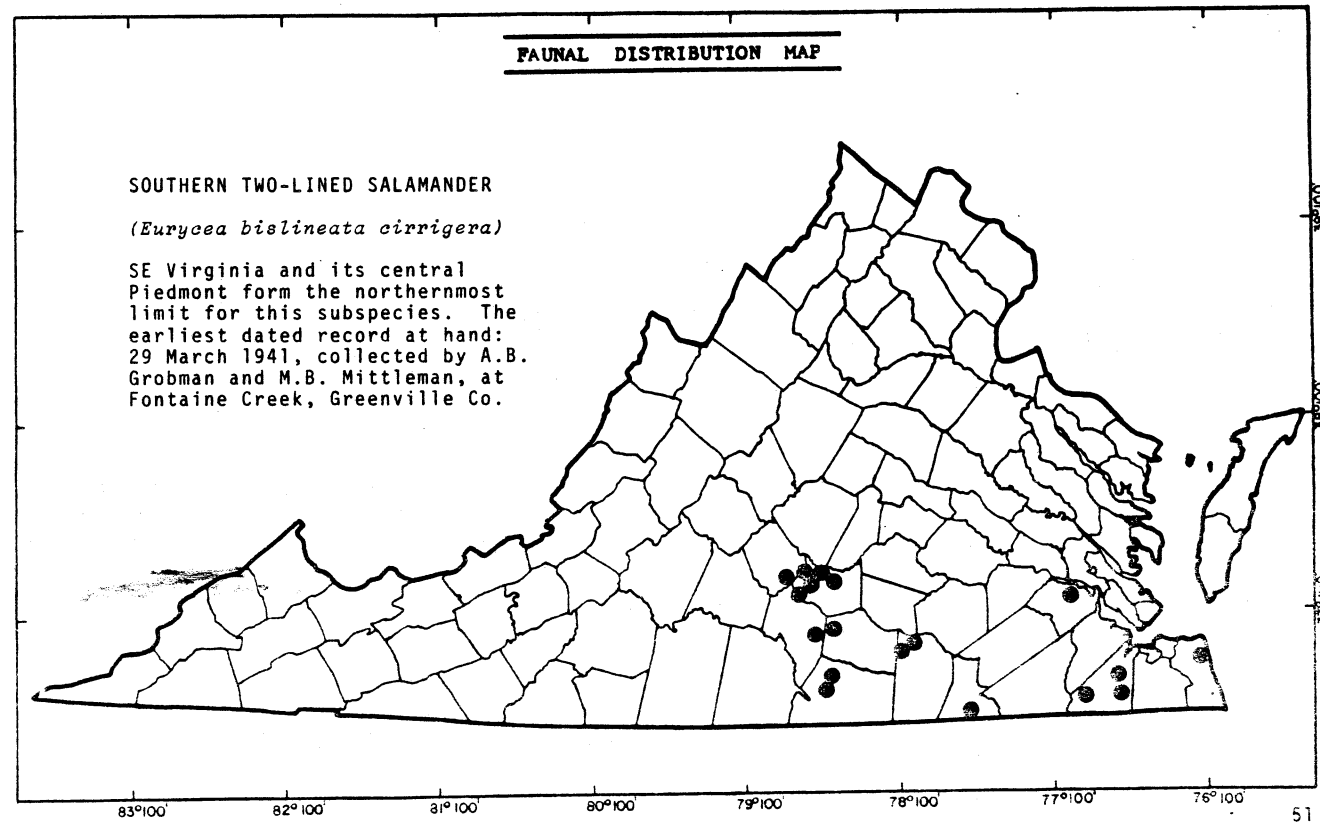 FAUNAL DISTRIBUTION MAP
SOUTHERN TWO-LINED SALAMANDER
(Eurycea bislineata cirrigera)
SE Virginia and its central
Piedmont form the northernmost
limit for this subspecies. The
earliest dated record at hand:
29 March 1941, collected by A.B.
Grobman and M.B. Mittleman, at
Fontaine Creek, Greenville Co.
83°100' 82°100' 81°100' 80°100' 79°100' 78°100' 77°100' 76°100'
51